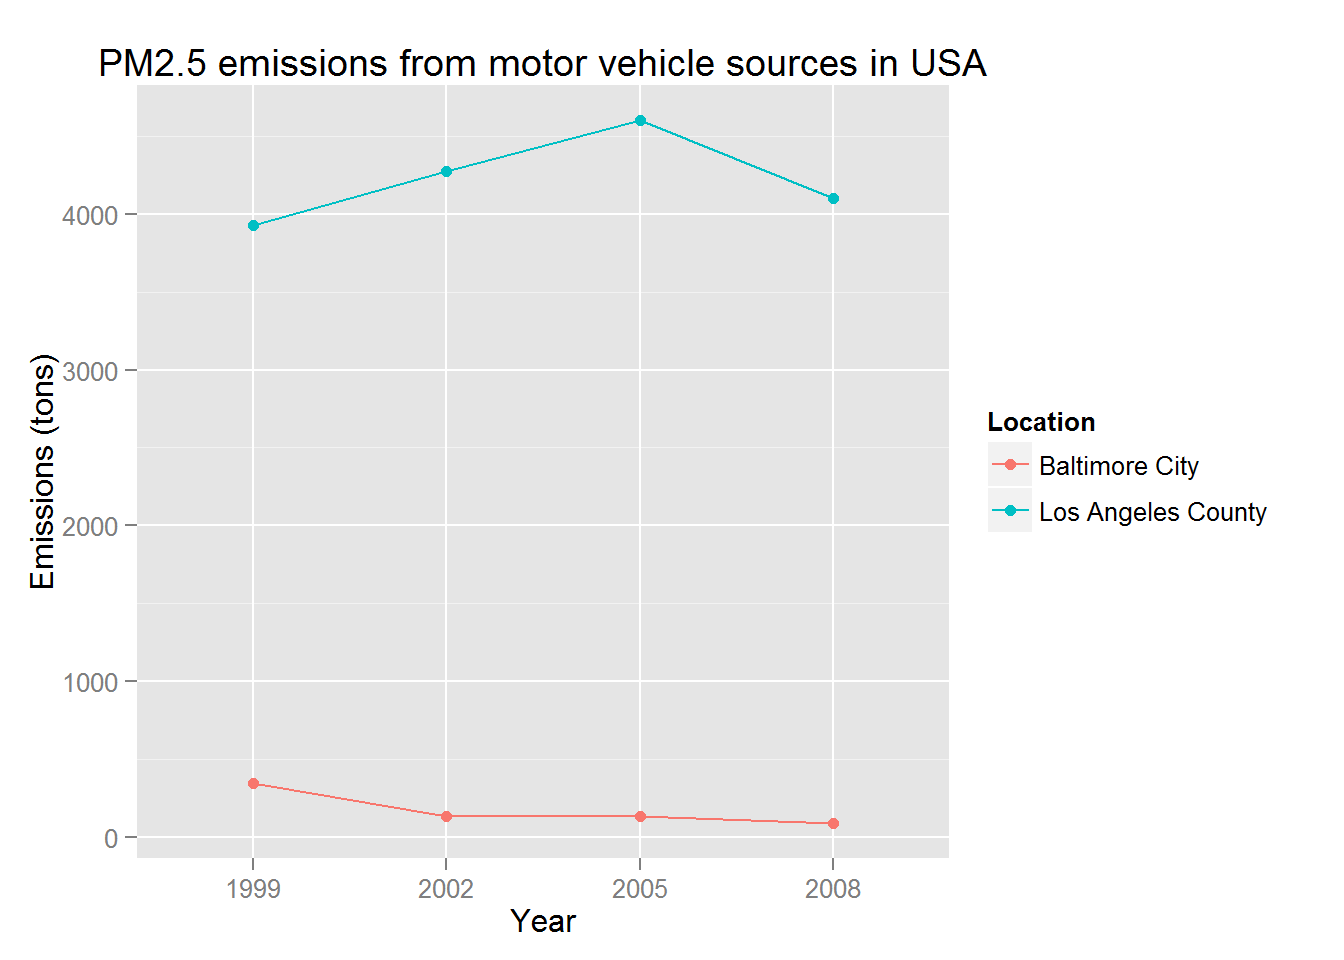 PM2.5 emissions from motor vehicle sources in USA
Emissions (tons)
4000
3000
2000
1000
0
1999 2002 2005 2008
Year
Location
Baltimore City
Los Angeles County